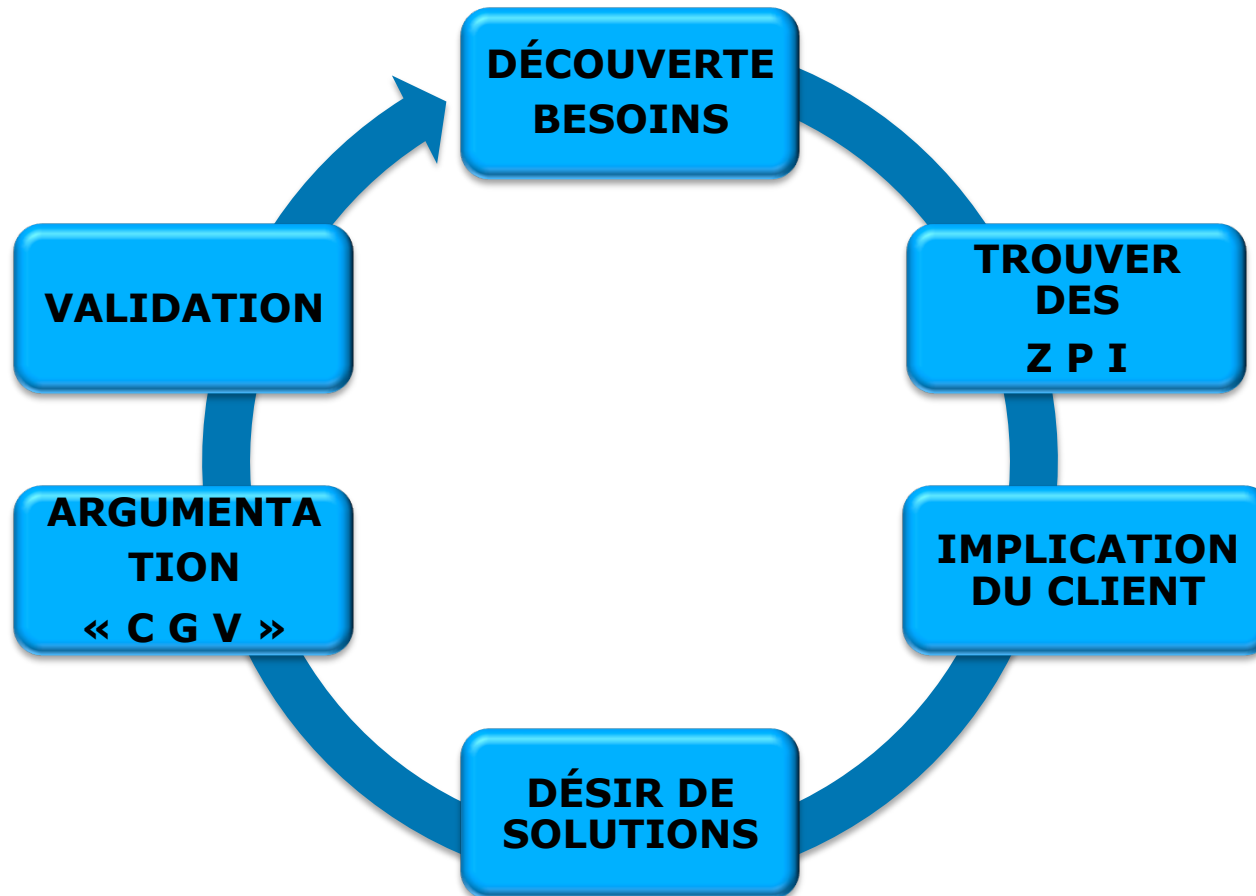 DÉCOUVERTE
BESOINS
TROUVER
DES
Z P I
IMPLICATION
DU CLIENT
DÉSIR DE
SOLUTIONS
ARGUMENTA
TION
« C G V »
VALIDATION